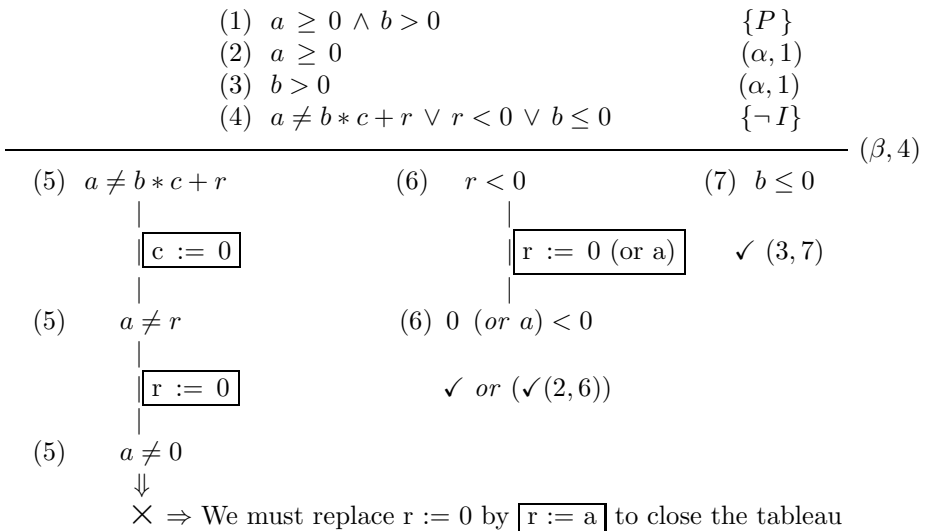 (1) a ≥ 0 ∧ b > 0 {P}
(2) a ≥ 0 (α, 1)
(3) b > 0 (α, 1)
(4) a ≠ b ∗ c + r ∨ r < 0 ∨ b ≤ 0 {¬ I}
(β, 4)
(5) a ≠ b ∗ c + r (6) r < 0 (7) b ≤ 0
c := 0 r := 0 (or a) ✓ (3, 7)
(5) a ≠ r (6) 0 (or a) < 0
r := 0 ✓ or (✓(2, 6))
(5) a ≠ 0
⇓
× ⇒ We must replace r := 0 by r := a to close the tableau